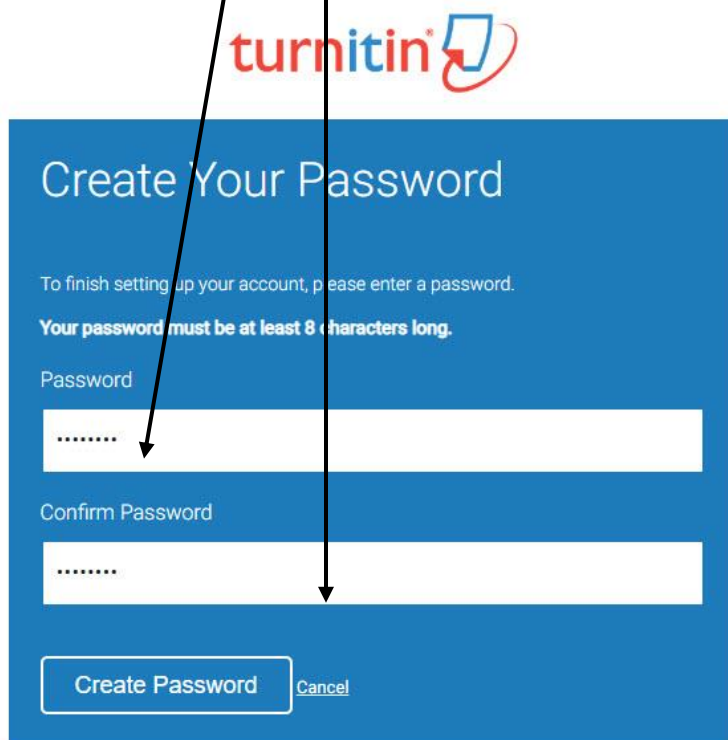 turnitin®
Create Your Password
To finish setting up your account, please enter a password.
Your password must be at least 8 characters long.
Password
........
Confirm Password
........
Create Password Cancel